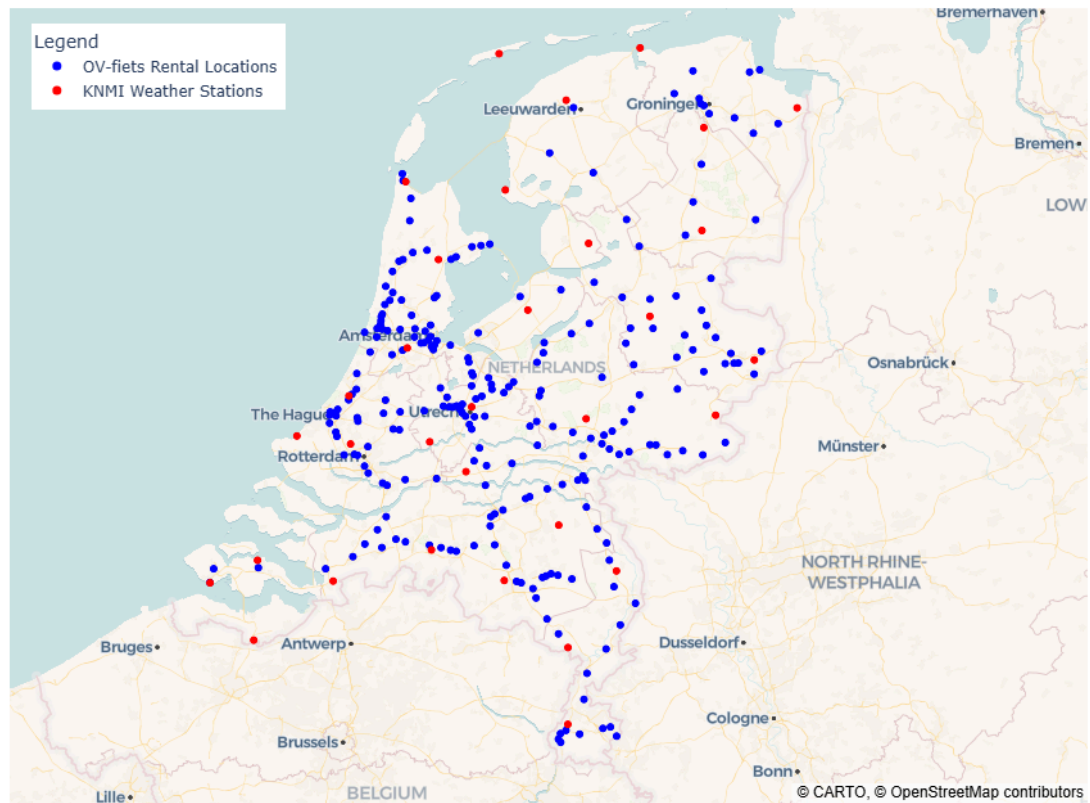 Legend
OV-fiets Rental Locations
KNMI Weather Stations
Bremerhaven
Leeuwarden
Groningen
Bremen
LOW
Amsterdam
NETHERLANDS
Osnabrück
The Hague
Utrecht
Münster
Rotterdam
NORTH RHINE-
WESTPHALIA
Bruges
Antwerp
Dusseldorf
Cologne
Brussels
Bonn
Lille
BELGIUM
© CARTO, © OpenStreetMap contributors